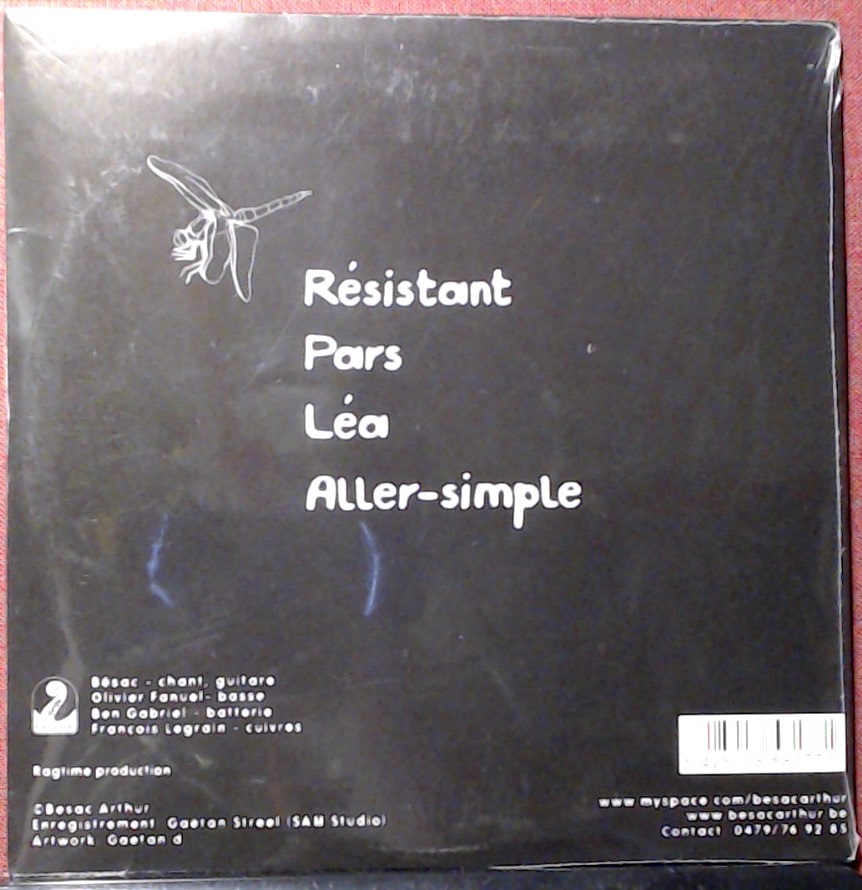 Résistant
Pars
Léa
Aller-simple
Bésac - chant, guitare
Olivier Fanuel - basse
Ben Gabriel - batterie
François Legrain - cuivres
Ragtime production
©Besac Arthur
Enregistrement Gaëtan Streel (SAM Studio)
Artwork Gaetan d
www myspace com/besacarthur
www besacarthur be
Contact 0479/76 92 85